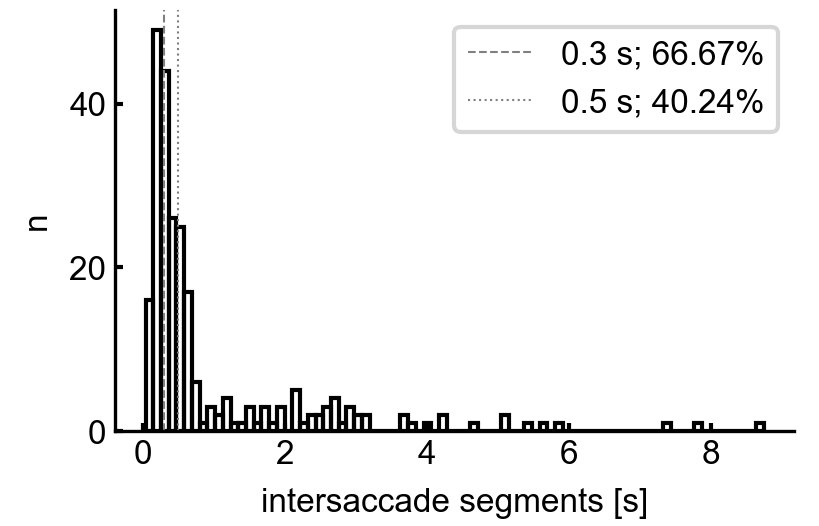 0.3 s; 66.67%
0.5 s; 40.24%
n
40
20
0
0 2 4 6 8
intersaccade segments [s]